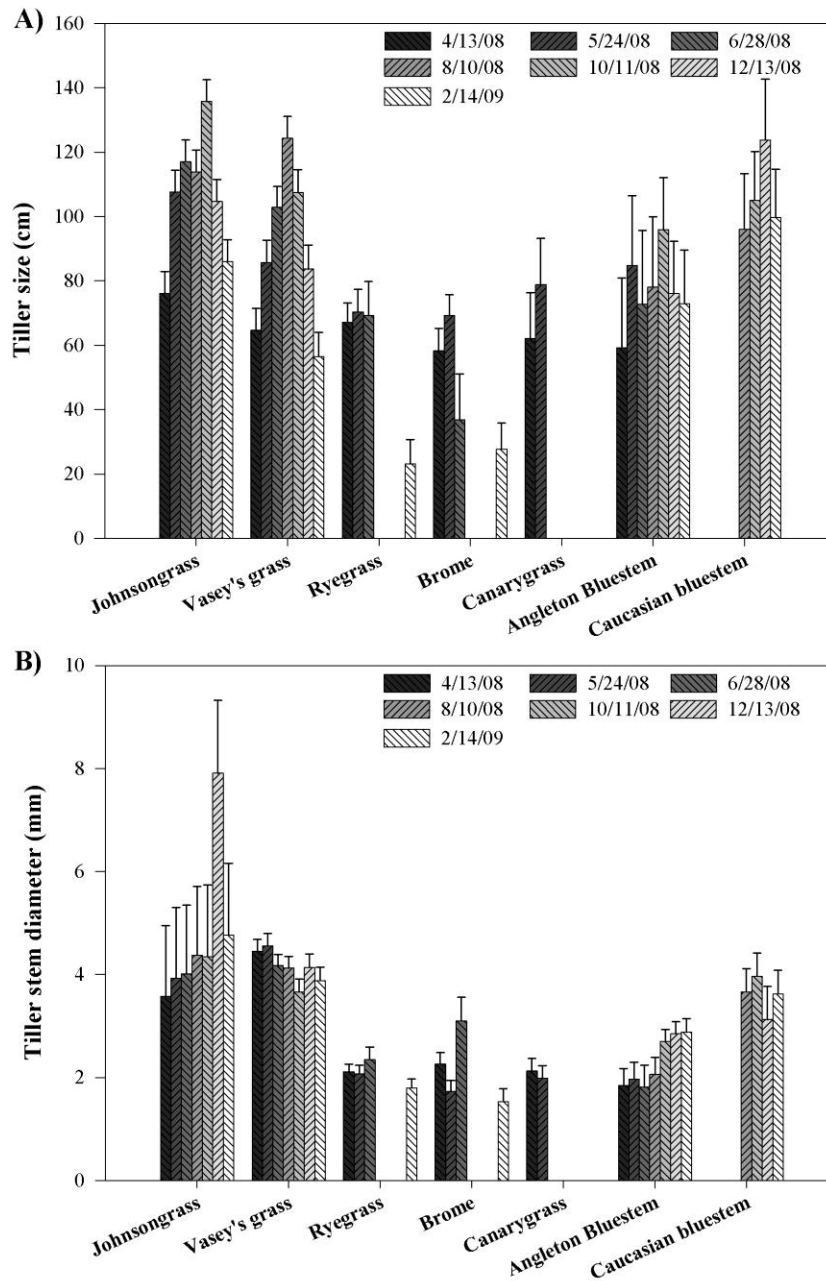 A)
160
140
120
100
80
60
40
20
0
Tiller size (cm)
4/13/08 5/24/08 6/28/08
8/10/08 10/11/08 12/13/08
2/14/09
Johnsongrass
Vasey's grass
Ryegrass
Brome
Canarygrass
Angleton Bluestem
Caucasian bluestem
B)
10
8
6
4
2
0
Tiller stem diameter (mm)
4/13/08 5/24/08 6/28/08
8/10/08 10/11/08 12/13/08
2/14/09
Johnsongrass
Vasey's grass
Ryegrass
Brome
Canarygrass
Angleton Bluestem
Caucasian bluestem